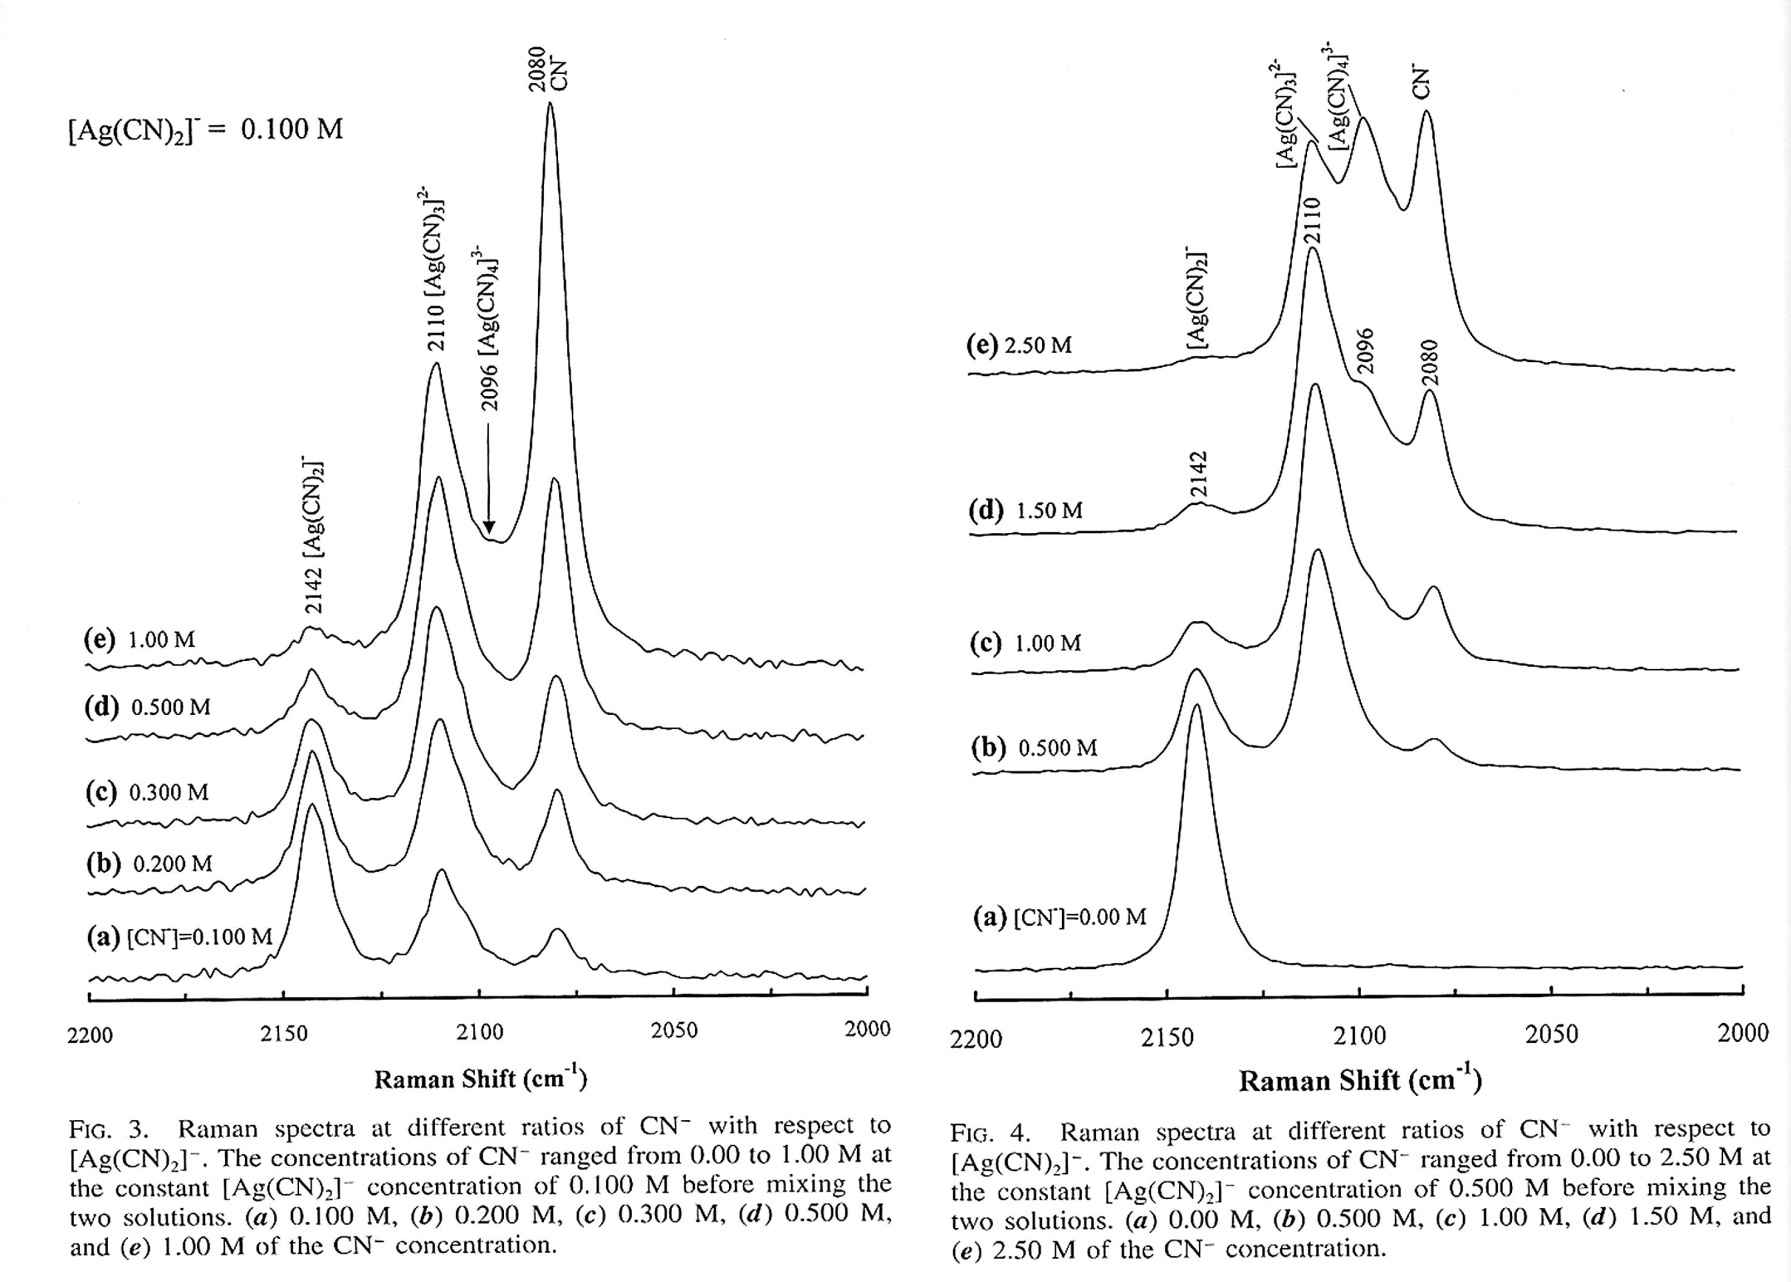 [Ag(CN)₂]⁻ = 0.100 M
2080
CN⁻
2110 [Ag(CN)₃]²⁻
2096 [Ag(CN)₄]³⁻
2142 [Ag(CN)₂]⁻
(e) 1.00 M
(d) 0.500 M
(c) 0.300 M
(b) 0.200 M
(a) [CN⁻]=0.100 M
2200 2150 2100 2050 2000
Raman Shift (cm⁻¹)
FIG. 3. Raman spectra at different ratios of CN⁻ with respect to
[Ag(CN)₂]⁻. The concentrations of CN⁻ ranged from 0.00 to 1.00 M at
the constant [Ag(CN)₂]⁻ concentration of 0.100 M before mixing the
two solutions. (a) 0.100 M, (b) 0.200 M, (c) 0.300 M, (d) 0.500 M,
and (e) 1.00 M of the CN⁻ concentration.
[Ag(CN)₃]²⁻
[Ag(CN)₄]³⁻
CN⁻
[Ag(CN)₂]⁻
2110
2096
2080
2142
(e) 2.50 M
(d) 1.50 M
(c) 1.00 M
(b) 0.500 M
(a) [CN⁻]=0.00 M
2200 2150 2100 2050 2000
Raman Shift (cm⁻¹)
FIG. 4. Raman spectra at different ratios of CN⁻ with respect to
[Ag(CN)₂]⁻. The concentrations of CN⁻ ranged from 0.00 to 2.50 M at
the constant [Ag(CN)₂]⁻ concentration of 0.500 M before mixing the
two solutions. (a) 0.00 M, (b) 0.500 M, (c) 1.00 M, (d) 1.50 M, and
(e) 2.50 M of the CN⁻ concentration.